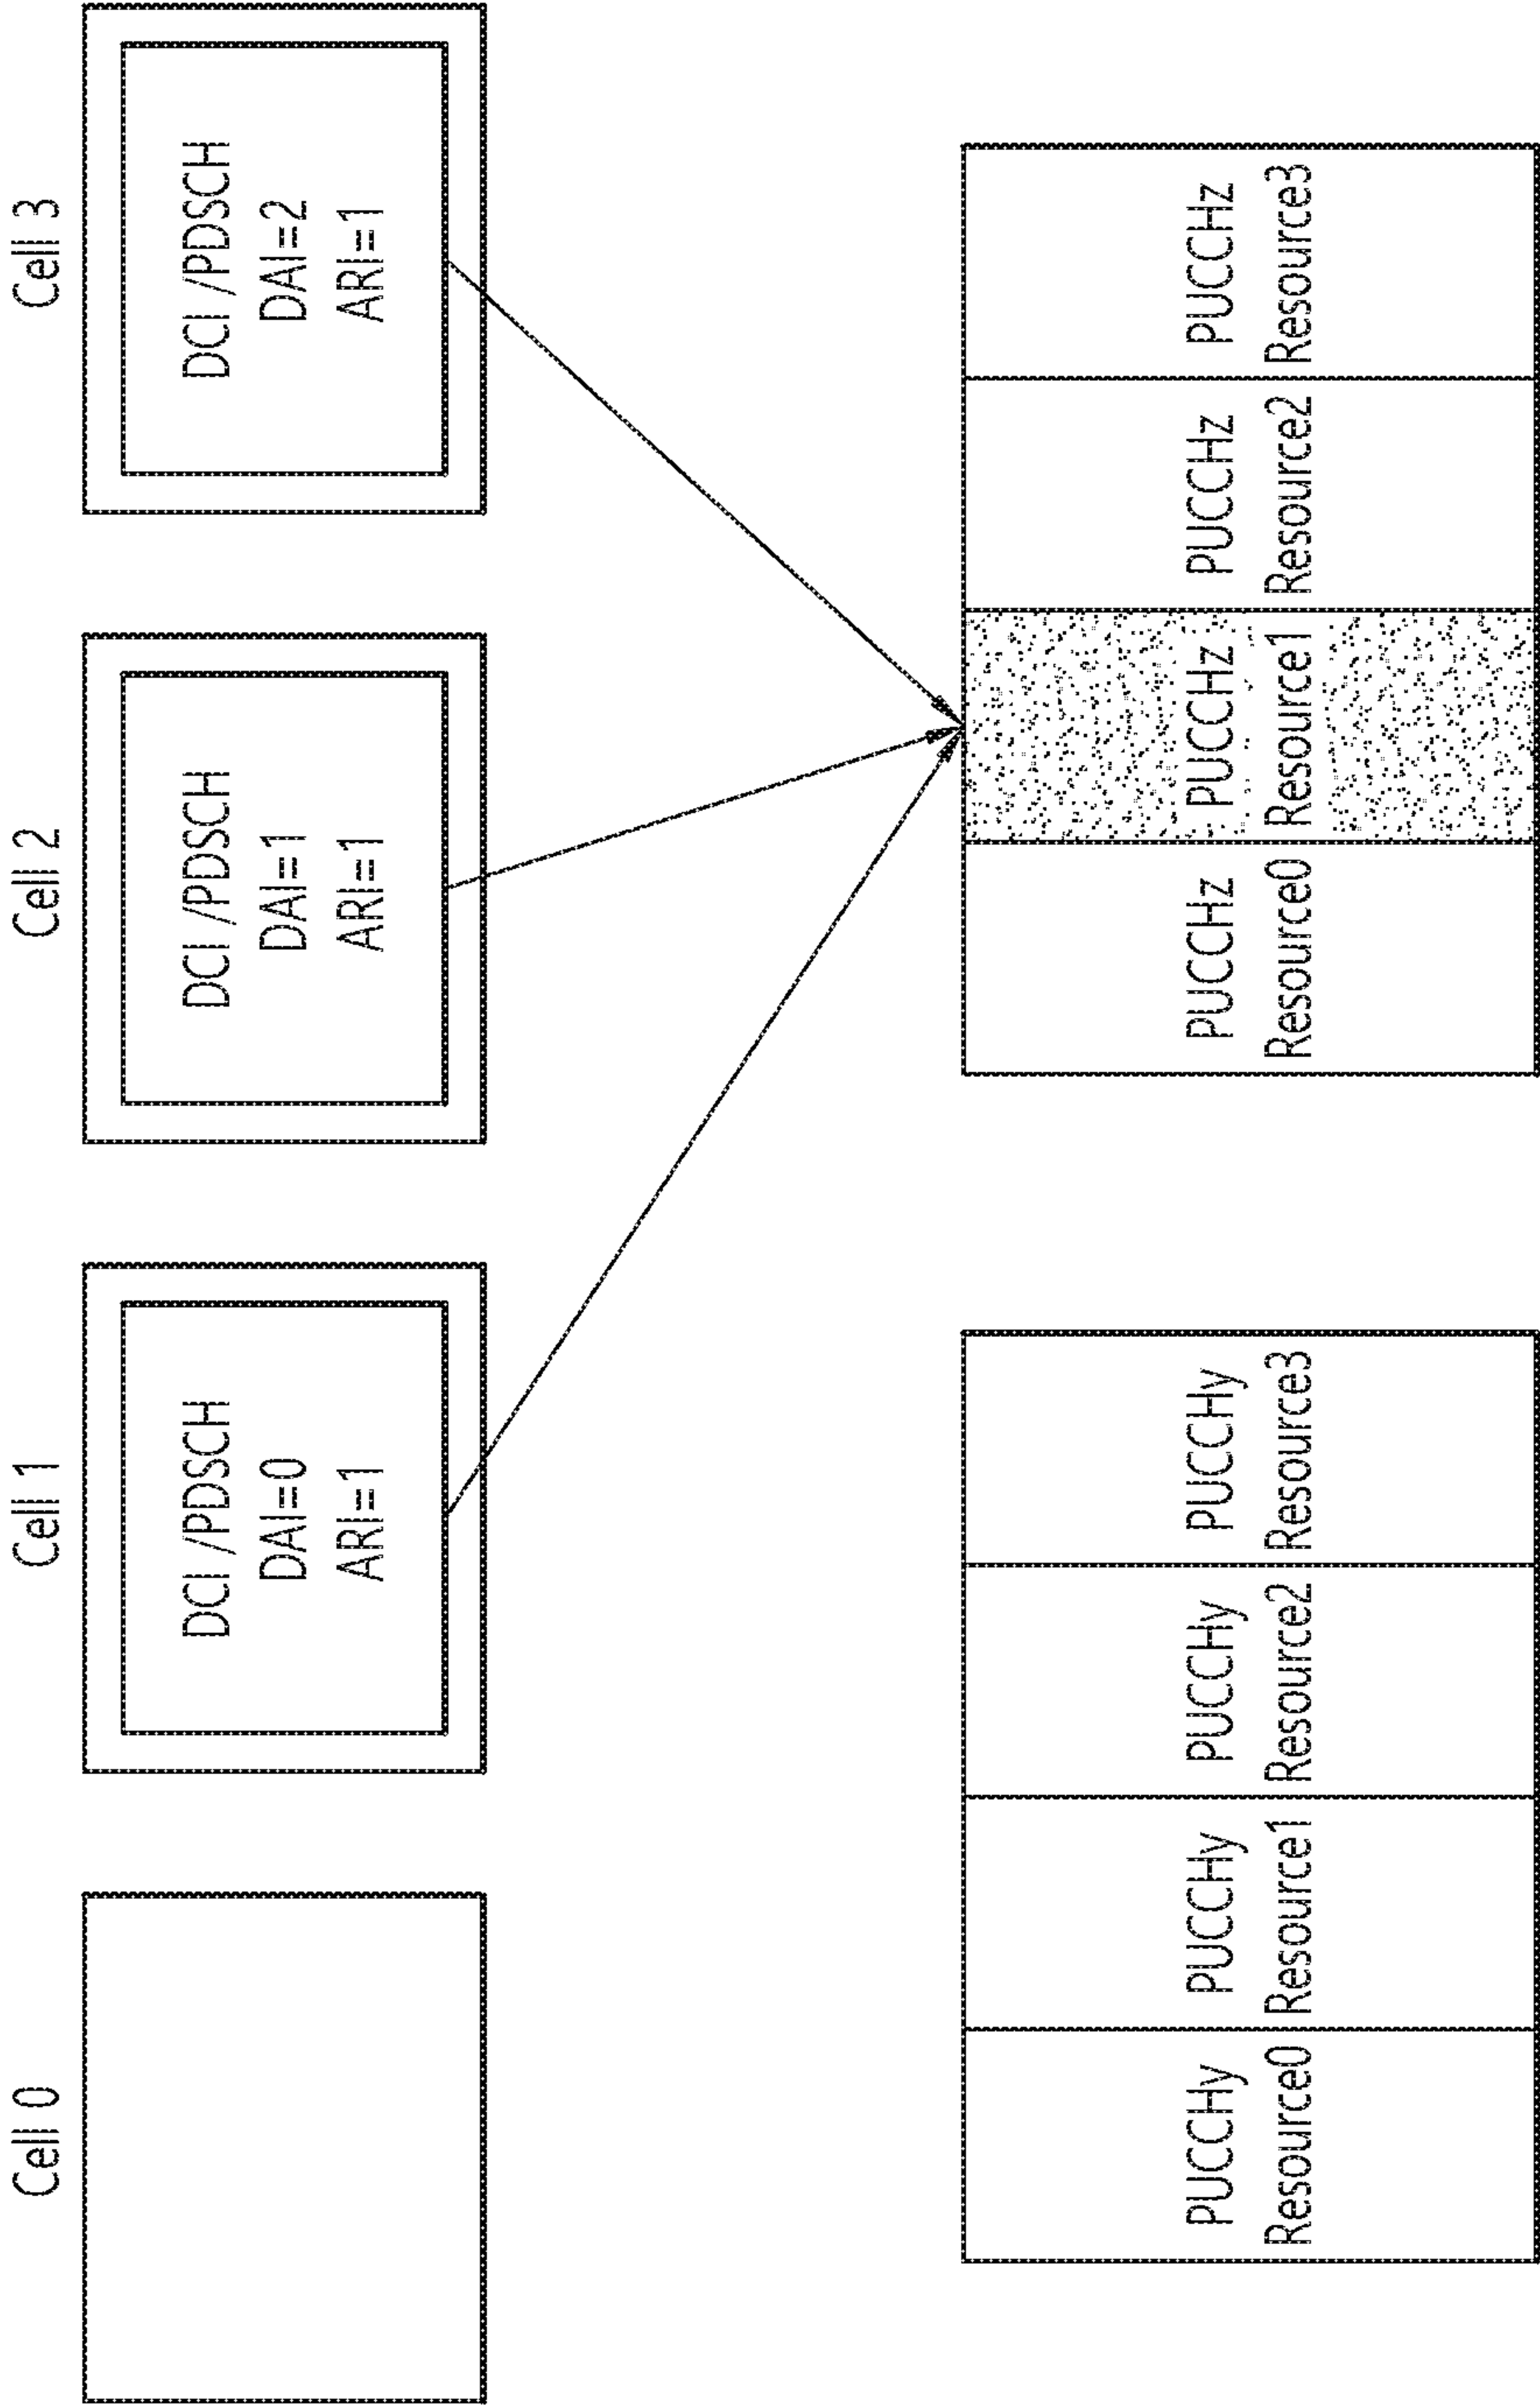 Cell 0
Cell 1
Cell 2
Cell 3
DCI /PDSCH
DAI=0
ARI=1
DCI /PDSCH
DAI=1
ARI=1
DCI /PDSCH
DAI=2
ARI=1
PUCCHy
Resource0
PUCCHy
Resource1
PUCCHy
Resource2
PUCCHy
Resource3
PUCCHz
Resource0
PUCCHz
Resource1
PUCCHz
Resource2
PUCCHz
Resource3